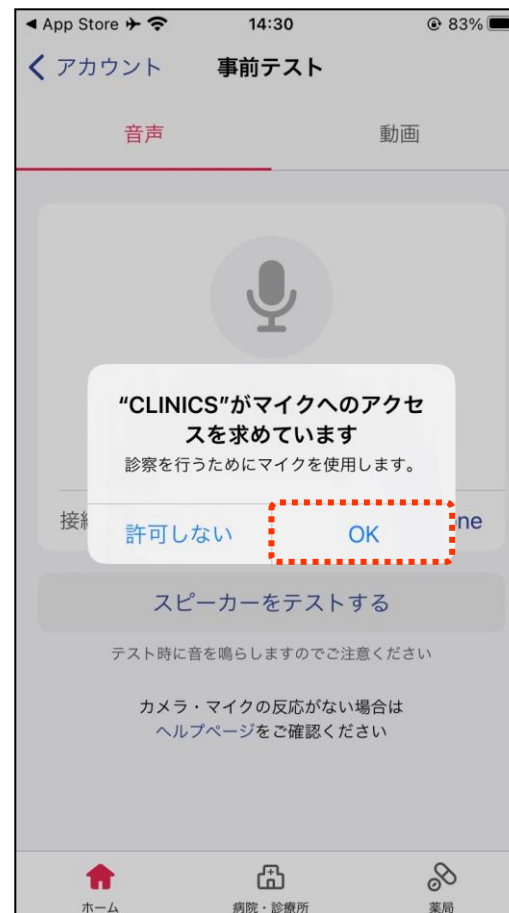 ◀ App Store
14:30
83%
アカウント
事前テスト
音声
動画
“CLINICS”がマイクへのアクセ
スを求めています
診察を行うためにマイクを使用します。
許可しない
OK
接続
ne
スピーカーをテストする
テスト時に音を鳴らしますのでご注意ください
カメラ・マイクの反応がない場合は
ヘルプページをご確認ください
ホーム
病院・診療所
薬局